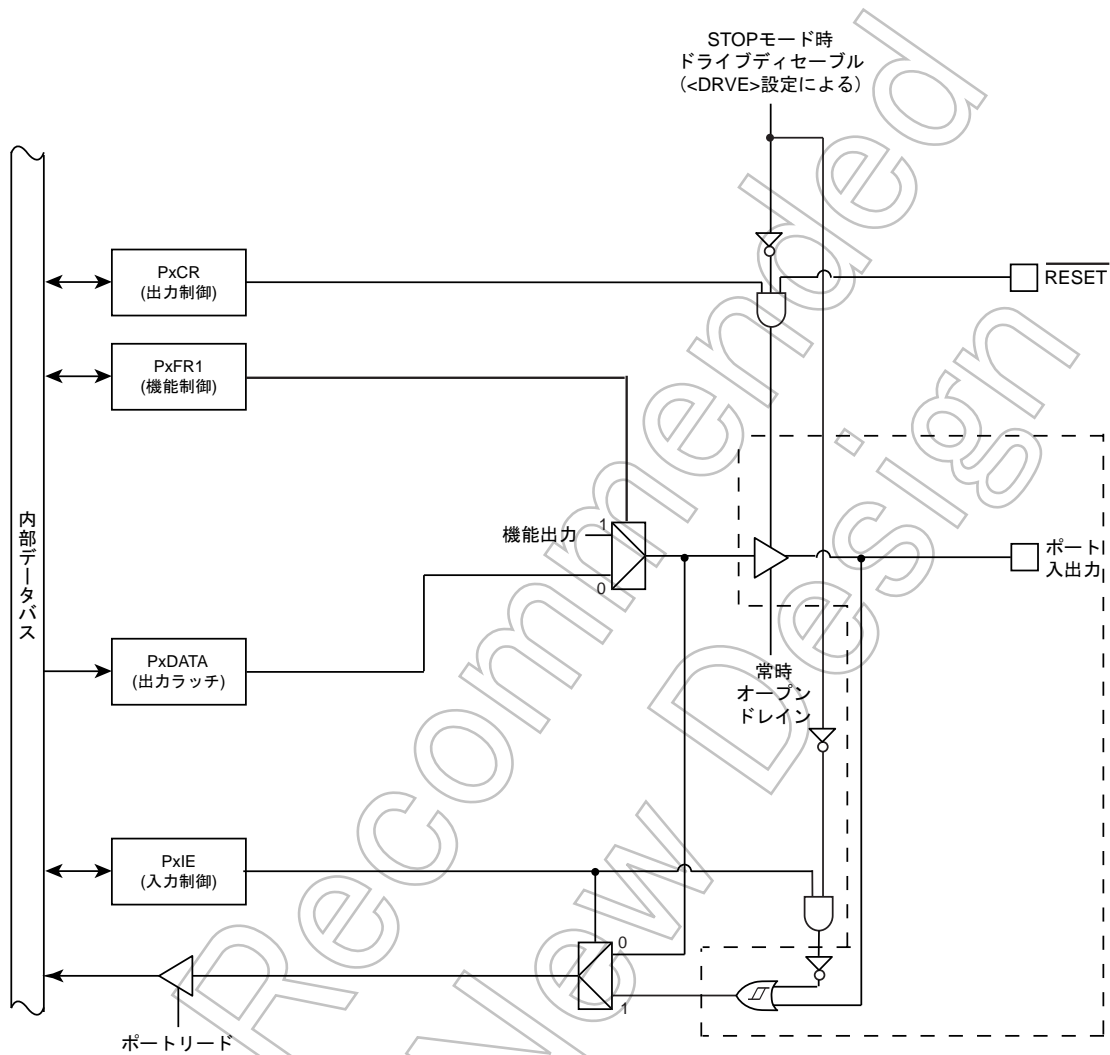 STOPモード時
ドライブディセーブル
(<DRVE>設定による)
PxCR
(出力制御)
RESET
PxFR1
(機能制御)
内部データバス
機能出力
1
0
ポート
入出力
PxDATA
(出力ラッチ)
常時
オープン
ドレイン
PxIE
(入力制御)
0
1
ポートリード
Recommended
New Design